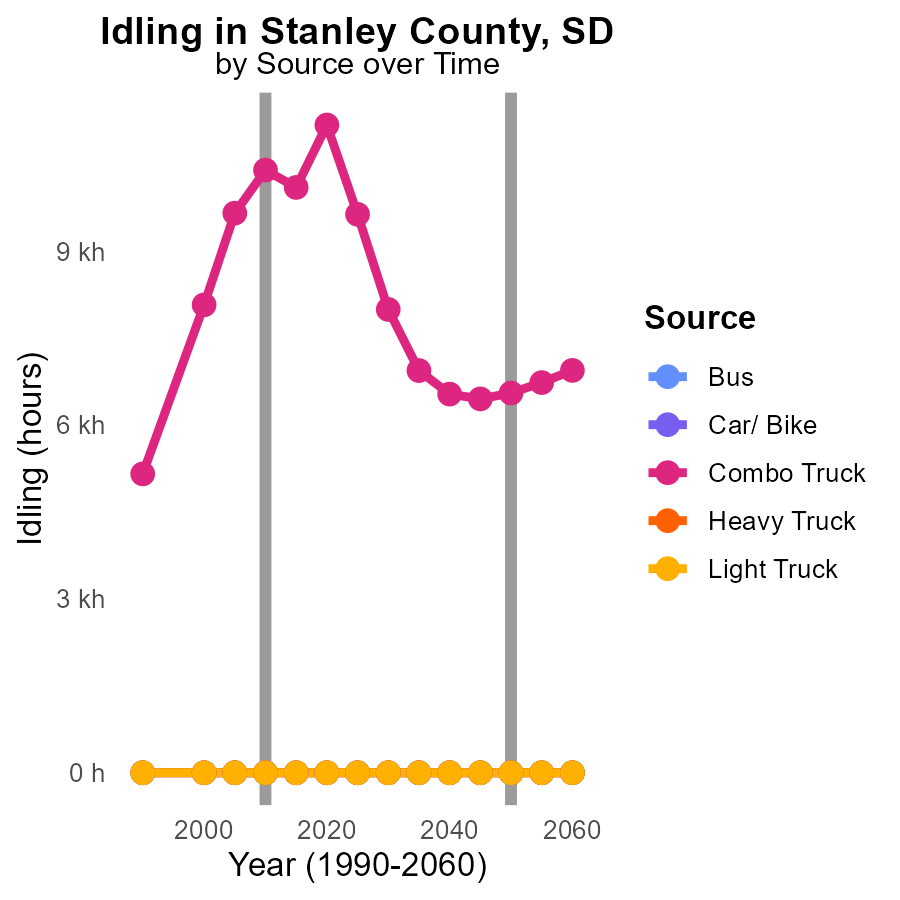 Idling in Stanley County, SD
by Source over Time
9 kh
6 kh
3 kh
0 h
Idling (hours)
2000 2020 2040 2060
Year (1990-2060)
Source
Bus
Car/ Bike
Combo Truck
Heavy Truck
Light Truck